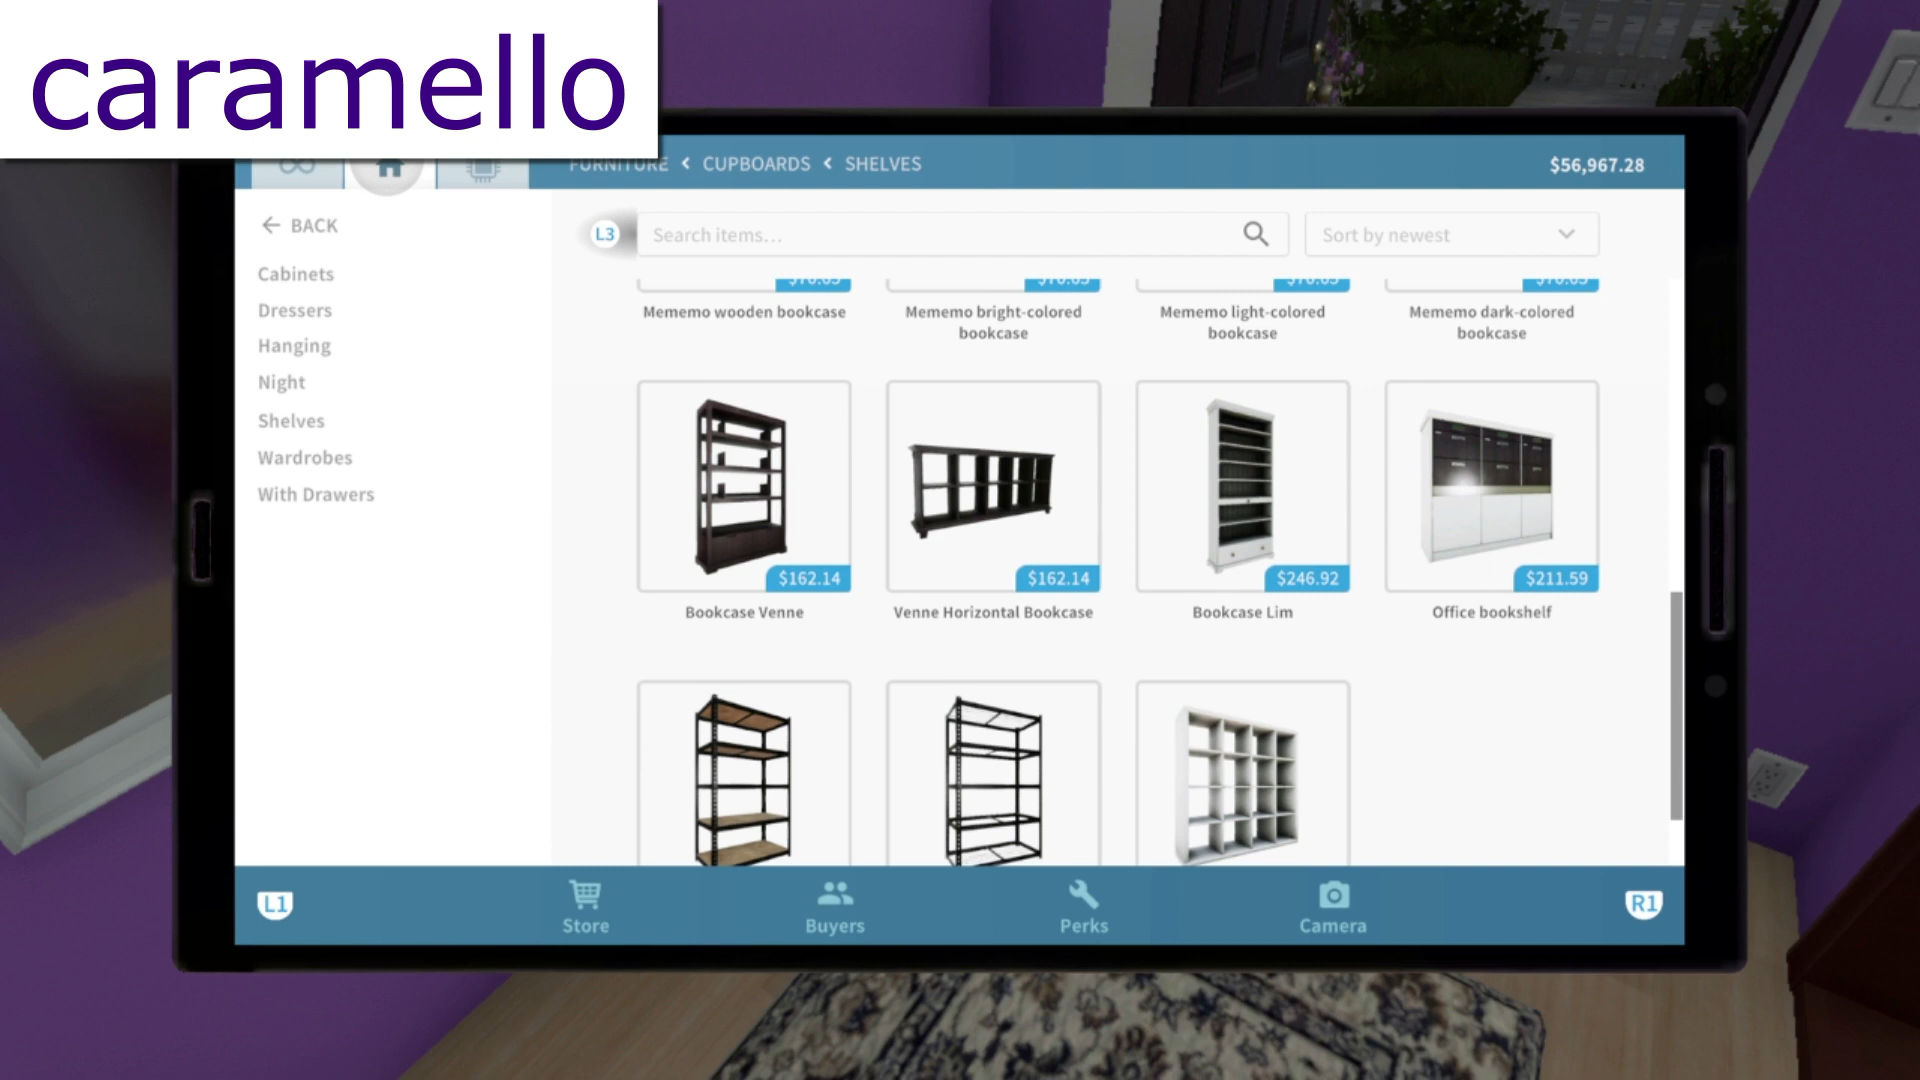 caramello
FURNITURE < CUPBOARDS < SHELVES
$56,967.28
BACK
L3
Search items...
Sort by newest
Cabinets
Dressers
Hanging
Night
Shelves
Wardrobes
With Drawers
Mememo wooden bookcase
Mememo bright-colored
bookcase
Mememo light-colored
bookcase
Mememo dark-colored
bookcase
$162.14
$162.14
$246.92
$211.59
Bookcase Venne
Venne Horizontal Bookcase
Bookcase Lim
Office bookshelf
L1
Store
Buyers
Perks
Camera
R1